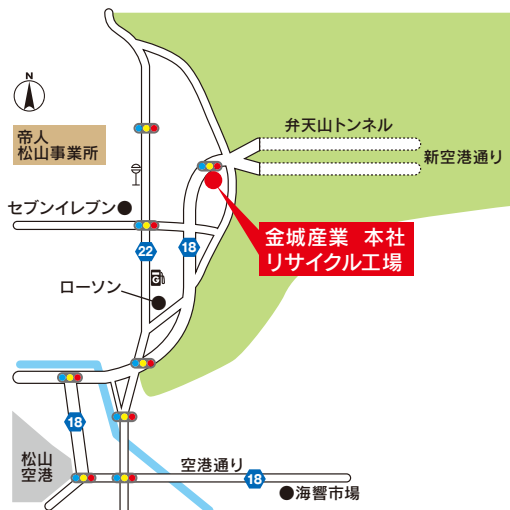 N
弁天山トンネル
帝人
松山事業所
新空港通り
セブンイレブン
金城産業 本社
リサイクル工場
22
18
G
ローソン
18
松山
空港
空港通り
18
海響市場